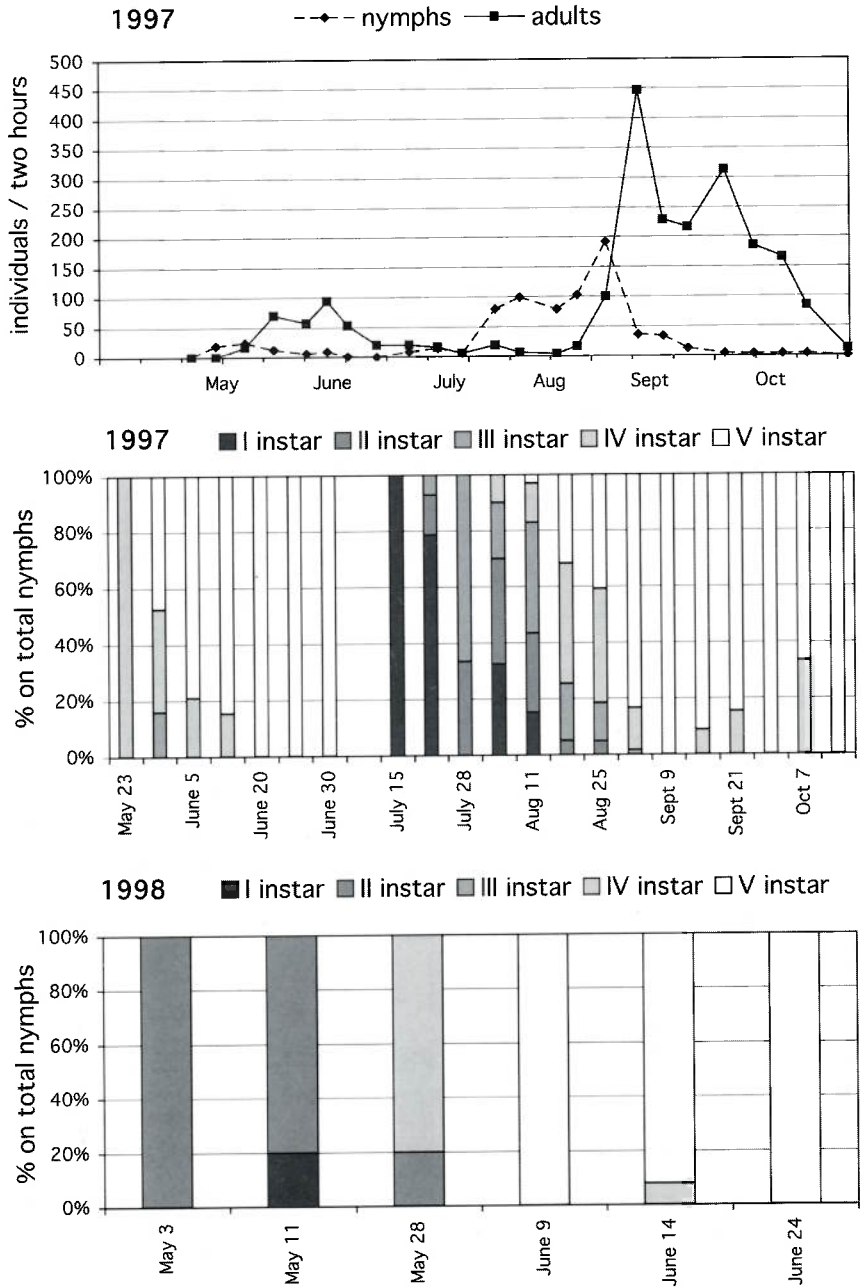 1997 nymphs adults
500
450
400
350
300
250
200
150
100
50
0
individuals / two hours
May June July Aug Sept Oct
1997 I instar II instar III instar IV instar V instar
100%
80%
60%
40%
20%
0%
% on total nymphs
May 23 June 5 June 20 June 30 July 15 July 28 Aug 11 Aug 25 Sept 9 Sept 21 Oct 7
1998 I instar II instar III instar IV instar V instar
100%
80%
60%
40%
20%
0%
% on total nymphs
May 3 May 11 May 28 June 9 June 14 June 24